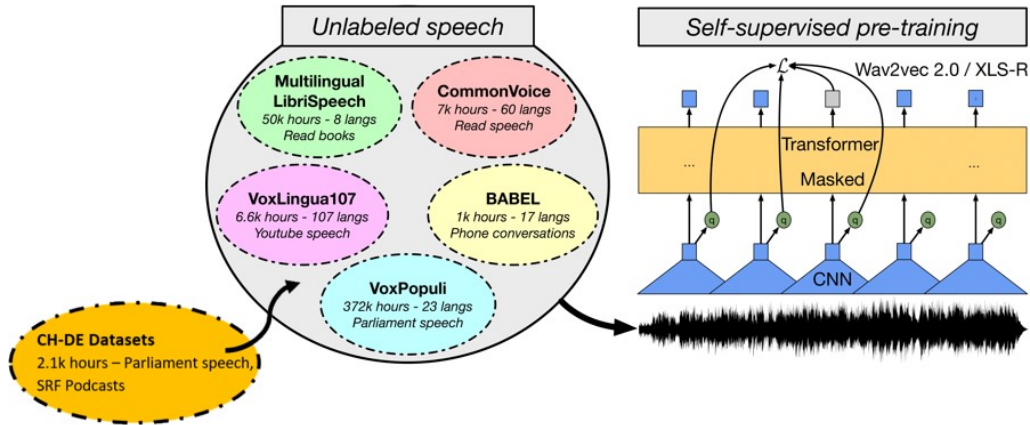 Unlabeled speech
Multilingual
LibriSpeech
50k hours - 8 langs
Read books
CommonVoice
7k hours - 60 langs
Read speech
VoxLingua107
6.6k hours - 107 langs
Youtube speech
BABEL
1k hours - 17 langs
Phone conversations
VoxPopuli
372k hours - 23 langs
Parliament speech
CH-DE Datasets
2.1k hours – Parliament speech,
SRF Podcasts
Self-supervised pre-training
ℒ
Wav2vec 2.0 / XLS-R
Transformer
... ...
Masked
q q q q q
CNN